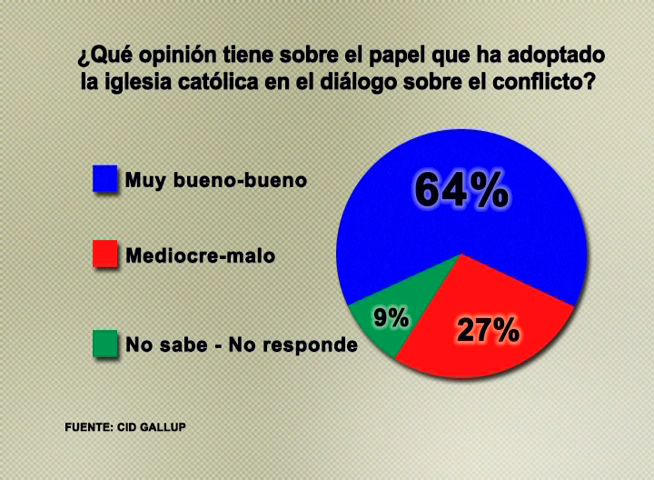 ¿Qué opinión tiene sobre el papel que ha adoptado
la iglesia católica en el diálogo sobre el conflicto?
Muy bueno-bueno
64%
Mediocre-malo
9%
27%
No sabe - No responde
FUENTE: CID GALLUP